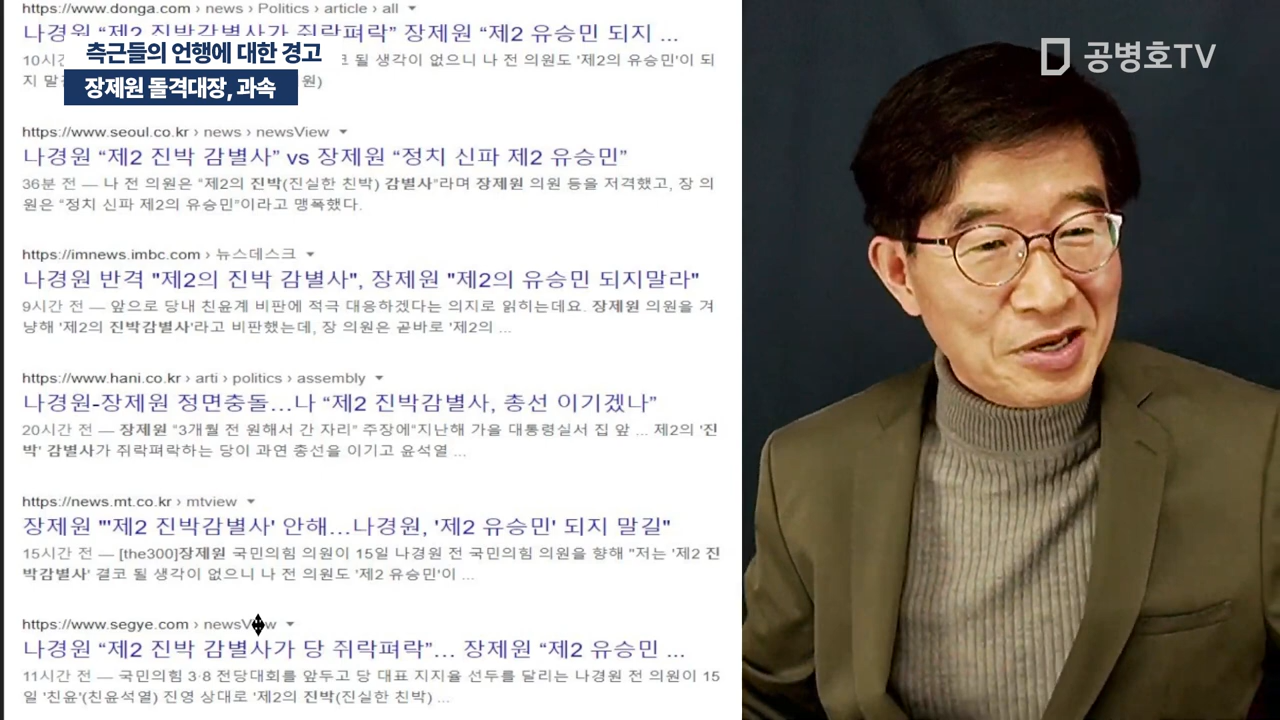 https://www.donga.com › news › Politics › article › all
나경원 “제2 진박감별사가 쥐락펴락” 장제원 “제2 유승민 되지 ...
측근들의 언행에 대한 경고
될 생각이 없으니 나 전 의원도 '제2의 유승민'이 되
장제원 돌격대장, 과속
공병호TV
https://www.seoul.co.kr › news › newsView
나경원 “제2 진박 감별사” vs 장제원 “정치 신파 제2 유승민”
36분 전 — 나 전 의원은 “제2의 진박(진실한 친박) 감별사”라며 장제원 의원 등을 저격했고, 장 의
원은 “정치 신파 제2의 유승민”이라고 맹폭했다.
https://imnews.imbc.com › 뉴스데스크
나경원 반격 "제2의 진박 감별사", 장제원 "제2의 유승민 되지말라"
9시간 전 — 앞으로 당내 친윤계 비판에 적극 대응하겠다는 의지로 읽히는데요. 장제원 의원을 겨
냥해 '제2의 진박감별사'라고 비판했는데, 장 의원은 곧바로 '제2의 ...
https://www.hani.co.kr › arti › politics › assembly
나경원-장제원 정면충돌...나 “제2 진박감별사, 총선 이기겠나”
20시간 전 — 장제원 “3개월 전 원해서 간 자리” 주장에“지난해 가을 대통령실서 집 앞 ... 제2의 '진
박' 감별사가 쥐락펴락하는 당이 과연 총선을 이기고 윤석열 ...
https://news.mt.co.kr › mtview
장제원 "'제2 진박감별사' 안해...나경원, '제2 유승민' 되지 말길"
15시간 전 — [the300]장제원 국민의힘 의원이 15일 나경원 전 국민의힘 의원을 향해 "저는 '제2 진
박감별사' 결코 될 생각이 없으니 나 전 의원도 '제2 유승민'이 ...
https://www.segye.com › newsView
나경원 “제2 진박 감별사가 당 쥐락펴락”... 장제원 “제2 유승민 ...
11시간 전 — 국민의힘 3·8 전당대회를 앞두고 당 대표 지지율 선두를 달리는 나경원 전 의원이 15
일 '친윤'(친윤석열) 진영 상대로 '제2의 진박(진실한 친박) ...